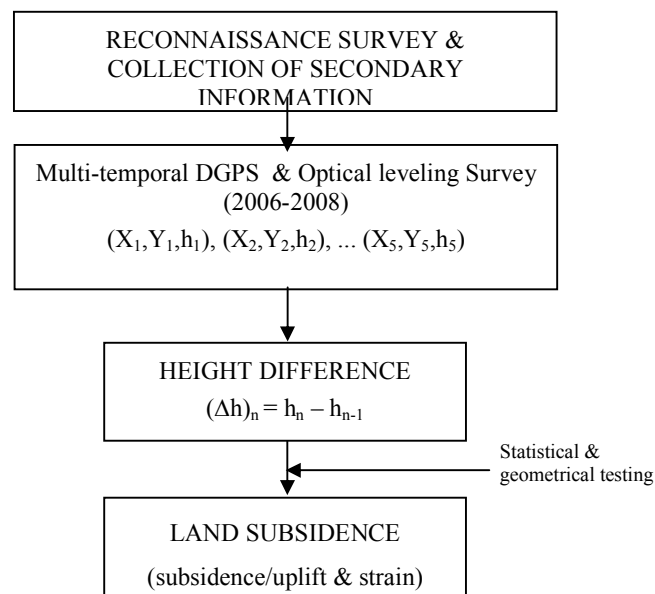 RECONNAISSANCE SURVEY &
COLLECTION OF SECONDARY
INFORMATION
Multi-temporal DGPS & Optical leveling Survey
(2006-2008)
(X₁,Y₁,h₁), (X₂,Y₂,h₂), ... (X₅,Y₅,h₅)
HEIGHT DIFFERENCE
(Δh)ₙ = hₙ – hₙ₋₁
Statistical &
geometrical testing
LAND SUBSIDENCE
(subsidence/uplift & strain)